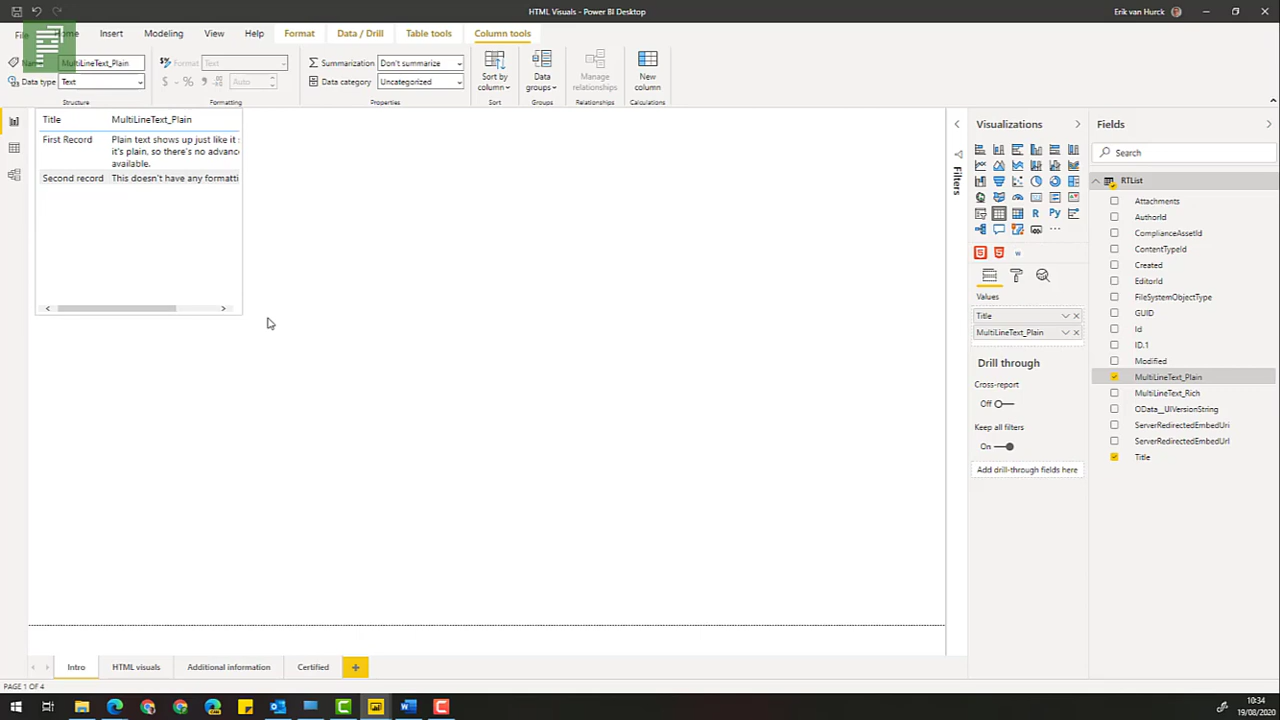 HTML Visuals - Power BI Desktop
Erik van Hurck
Home Insert Modeling View Help Format Data / Drill Table tools Column tools
MultiLineText_Plain
Format Text
Summarization Don't summarize
Data type Text
$ % Auto
Data category Uncategorized
Sort by column
Data groups
Manage relationships
New column
Structure Formatting Properties Sort Groups Relationships Calculations
Title MultiLineText_Plain
First Record Plain text shows up just like it
it's plain, so there's no advance
available.
Second record This doesn't have any formatti
Filters
Visualizations
R Py
Values
Title
MultiLineText_Plain
Drill through
Cross-report
Off
Keep all filters
On
Add drill-through fields here
Fields
Search
RTList
Attachments
AuthorId
ComplianceAssetId
ContentTypeId
Created
EditorId
FileSystemObjectType
GUID
Id
ID.1
Modified
MultiLineText_Plain
MultiLineText_Rich
OData__UIVersionString
ServerRedirectedEmbedUri
ServerRedirectedEmbedUrl
Title
Intro HTML visuals Additional information Certified +
PAGE 1 OF 4
10:34
19/08/2020